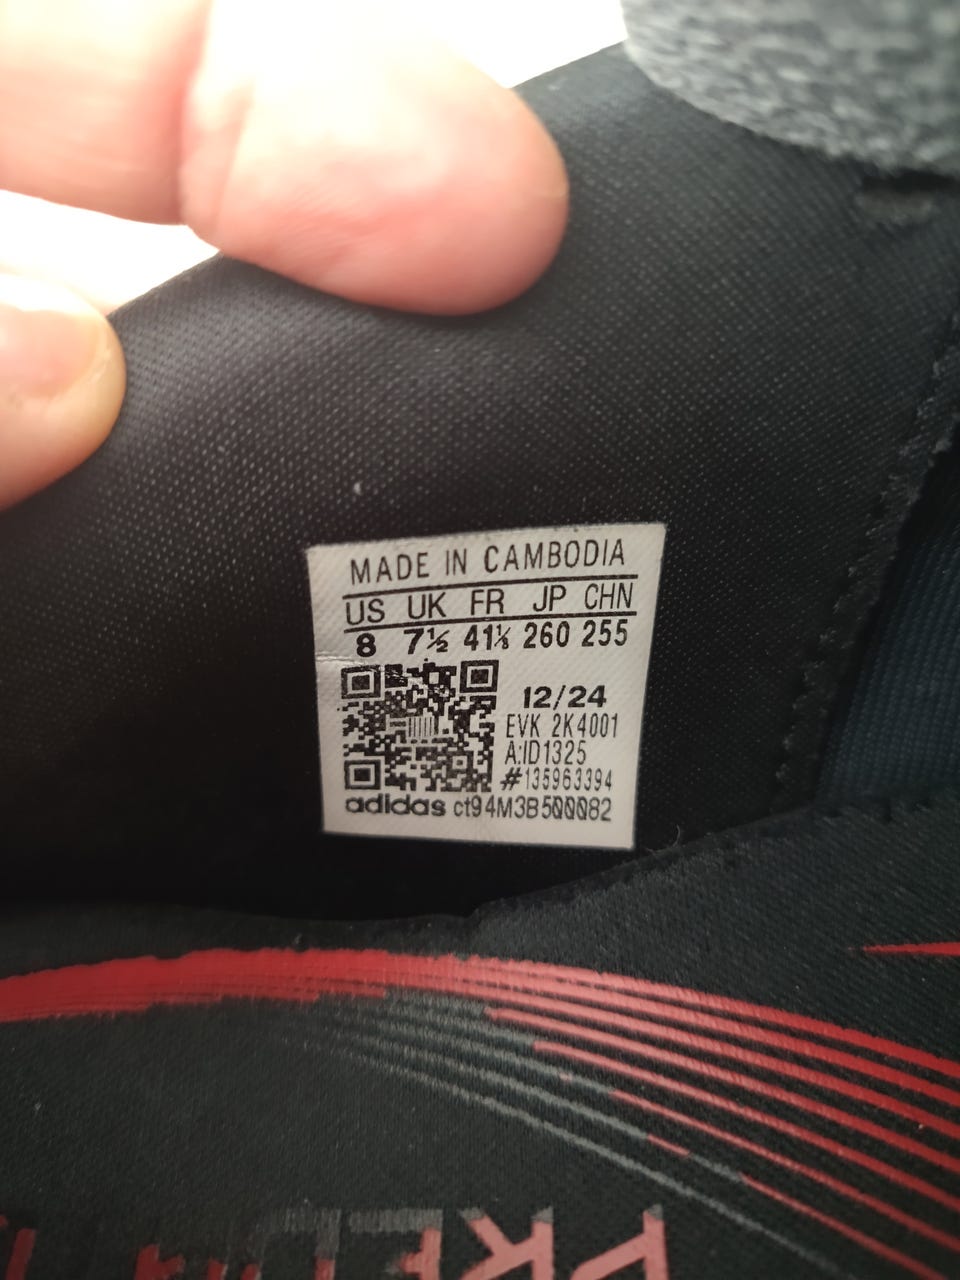 MADE IN CAMBODIA
US UK FR JP CHN
8 7½ 41⅓ 260 255
12/24
EVK 2K4001
A:ID1325
#135963394
adidas ct94M3B500082